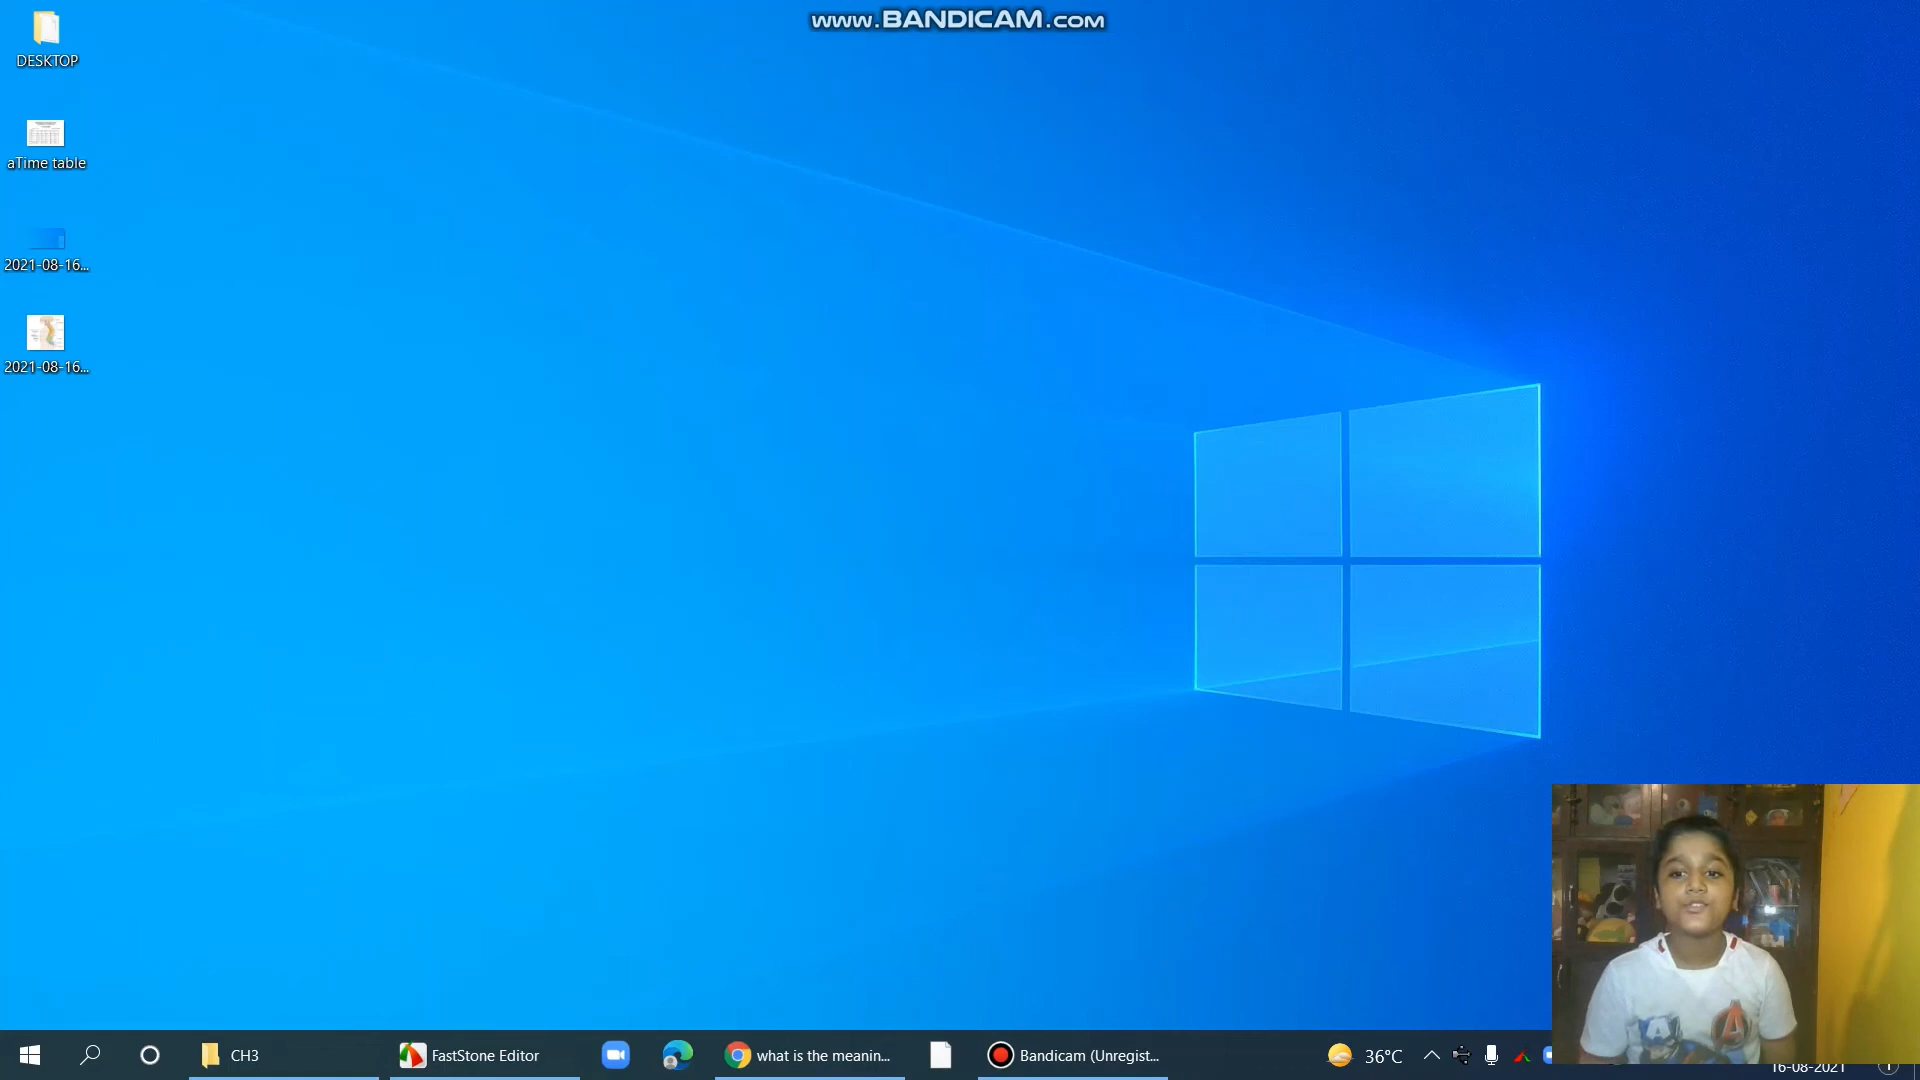 www.BANDICAM.com
DESKTOP
aTime table
2021-08-16...
2021-08-16...
CH3
FastStone Editor
what is the meanin...
Bandicam (Unregist...
36°C
16-08-2021